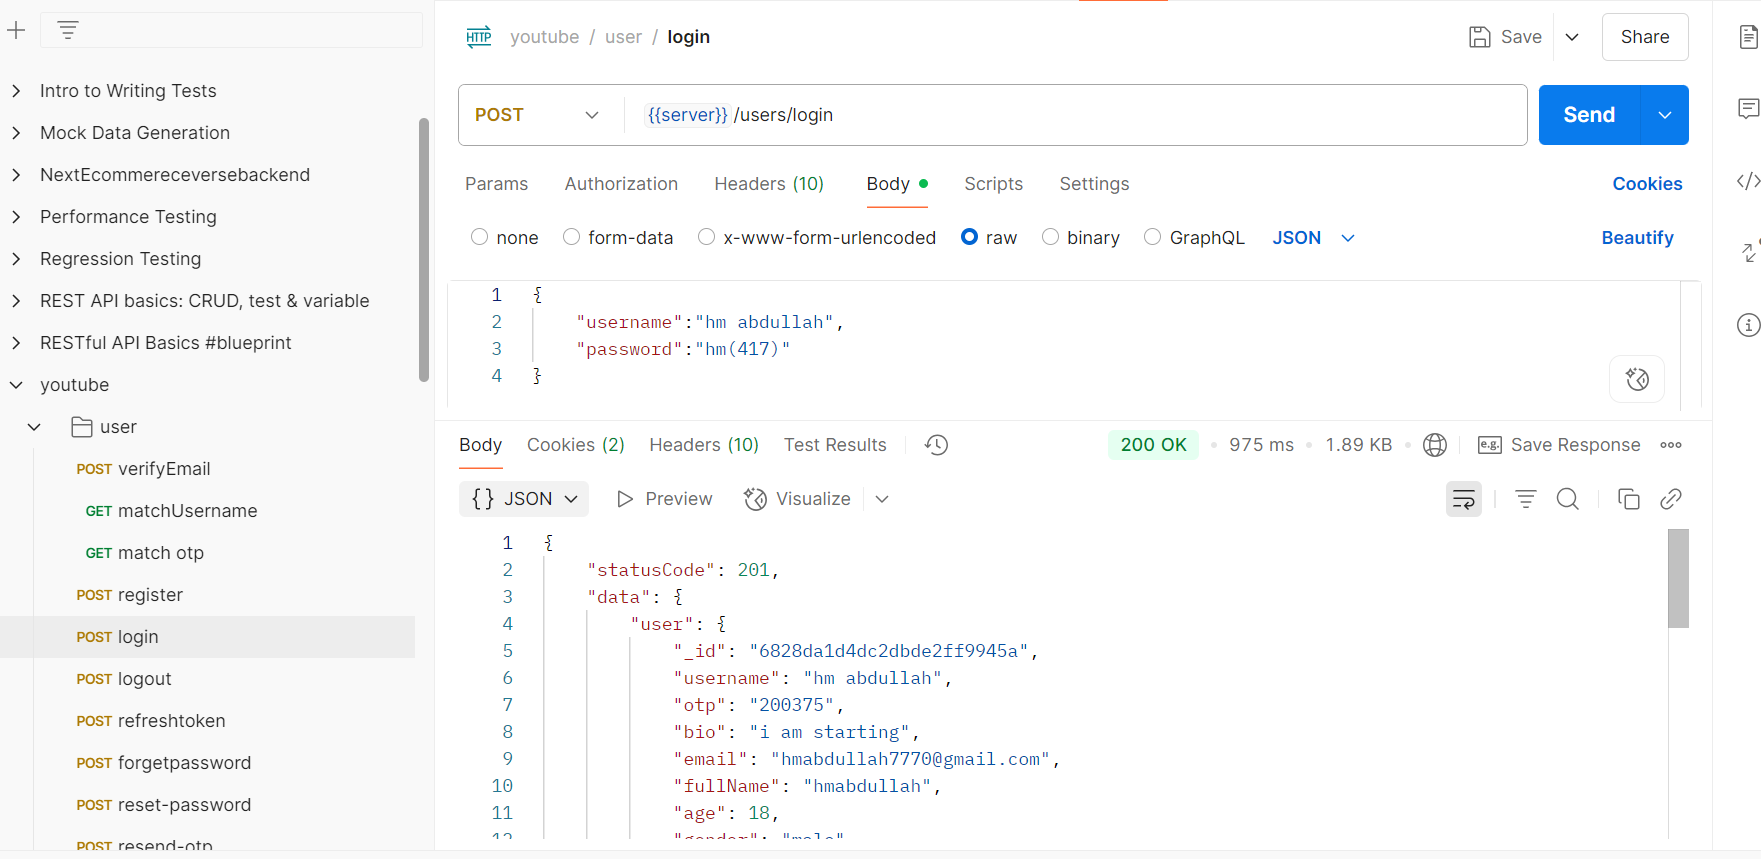 Intro to Writing Tests
Mock Data Generation
NextEcommereceversebackend
Performance Testing
Regression Testing
REST API basics: CRUD, test & variable
RESTful API Basics #blueprint
youtube
user
POST verifyEmail
GET matchUsername
GET match otp
POST register
POST login
POST logout
POST refreshtoken
POST forgetpassword
POST reset-password
POST resend-otp
HTTP youtube / user / login
Save
Share
POST
{{server}} /users/login
Send
Params Authorization Headers (10) Body Scripts Settings Cookies
none form-data x-www-form-urlencoded raw binary GraphQL JSON Beautify
1 {
2 "username":"hm abdullah",
3 "password":"hm(417)"
4 }
Body Cookies (2) Headers (10) Test Results 200 OK • 975 ms • 1.89 KB • e.g. Save Response
{} JSON Preview Visualize
1 {
2 "statusCode": 201,
3 "data": {
4 "user": {
5 "_id": "6828da1d4dc2dbde2ff9945a",
6 "username": "hm abdullah",
7 "otp": "200375",
8 "bio": "i am starting",
9 "email": "hmabdullah7770@gmail.com",
10 "fullName": "hmabdullah",
11 "age": 18,
12 "gender": "male"